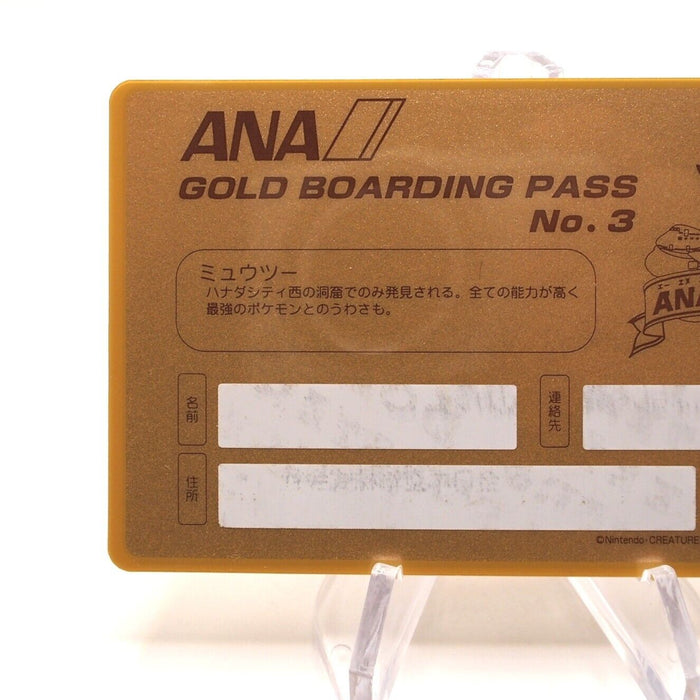 ANA
GOLD BOARDING PASS
No. 3
ミュウツー
ハナダシティ西の洞窟でのみ発見される。全ての能力が高く
最強のポケモンとのうわさも。
ANA
名前
連絡先
住所
©Nintendo・CREATURE